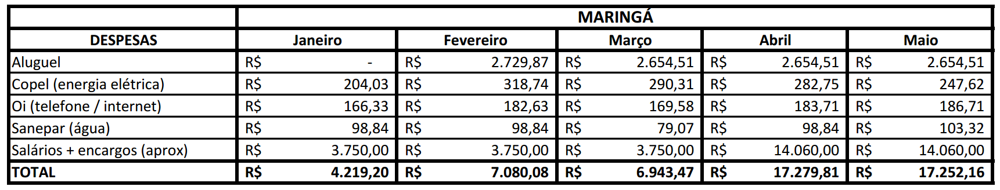 MARINGÁ
DESPESAS Janeiro Fevereiro Março Abril Maio
Aluguel R$ - R$ 2.729,87 R$ 2.654,51 R$ 2.654,51 R$ 2.654,51
Copel (energia elétrica) R$ 204,03 R$ 318,74 R$ 290,31 R$ 282,75 R$ 247,62
Oi (telefone / internet) R$ 166,33 R$ 182,63 R$ 169,58 R$ 183,71 R$ 186,71
Sanepar (água) R$ 98,84 R$ 98,84 R$ 79,07 R$ 98,84 R$ 103,32
Salários + encargos (aprox) R$ 3.750,00 R$ 3.750,00 R$ 3.750,00 R$ 14.060,00 R$ 14.060,00
TOTAL R$ 4.219,20 R$ 7.080,08 R$ 6.943,47 R$ 17.279,81 R$ 17.252,16